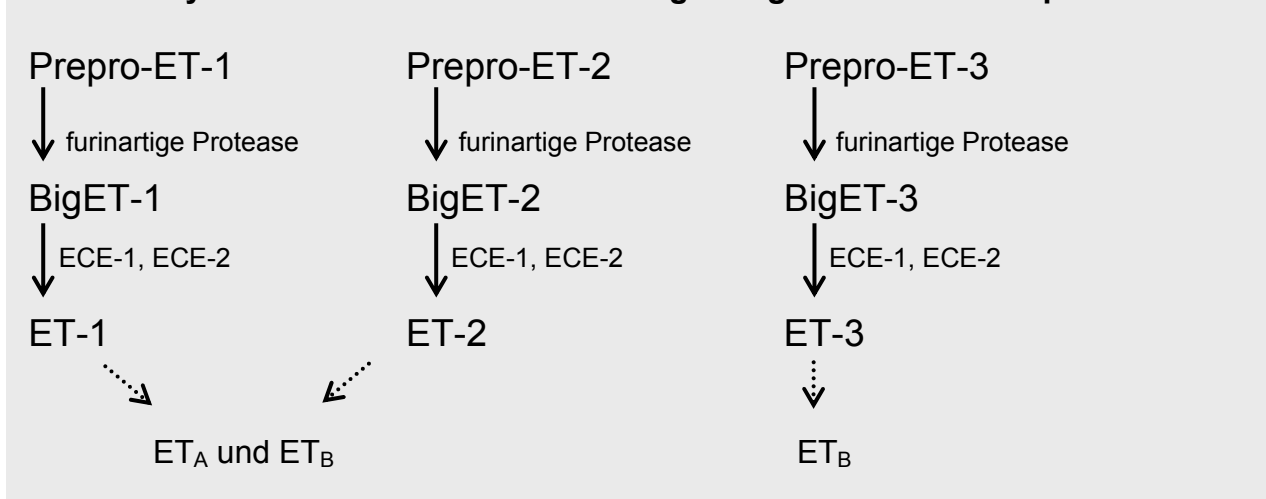 Prepro-ET-1 Prepro-ET-2 Prepro-ET-3
furinartige Protease furinartige Protease furinartige Protease
BigET-1 BigET-2 BigET-3
ECE-1, ECE-2 ECE-1, ECE-2 ECE-1, ECE-2
ET-1 ET-2 ET-3
ETA und ETB ETB